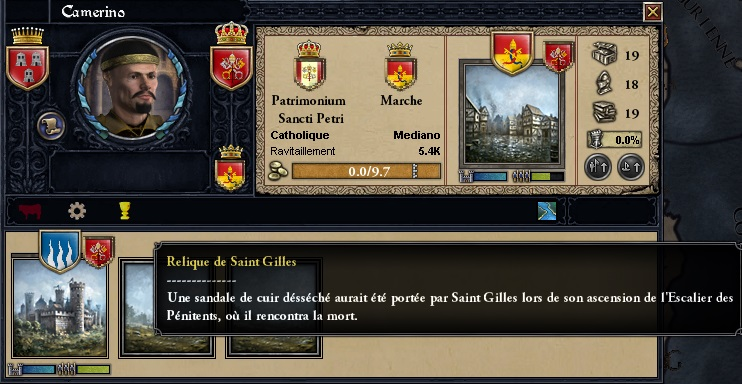 Camerino
Patrimonium
Sancti Petri
Marche
Catholique
Mediano
Ravitaillement
5.4K
0.0/9.7
19
18
19
0.0%
Relique de Saint Gilles
--------------
Une sandale de cuir désséché aurait été portée par Saint Gilles lors de son ascension de l'Escalier des
Pénitents, où il rencontra la mort.